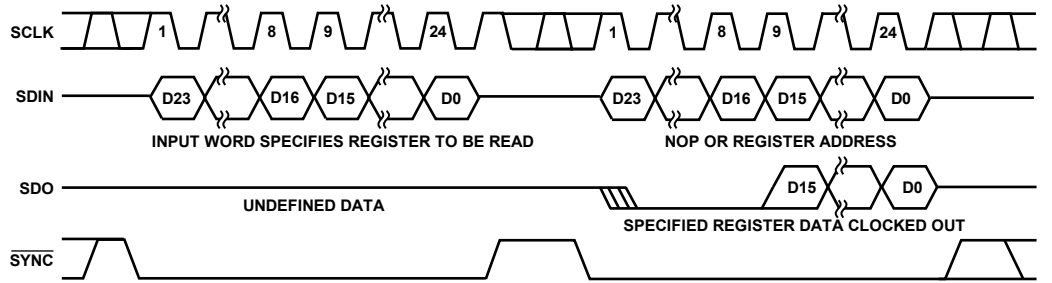 SCLK 1 8 9 24 1 8 9 24
SDIN D23 D16 D15 D0 D23 D16 D15 D0
INPUT WORD SPECIFIES REGISTER TO BE READ NOP OR REGISTER ADDRESS
SDO D15 D0
UNDEFINED DATA SPECIFIED REGISTER DATA CLOCKED OUT
SYNC